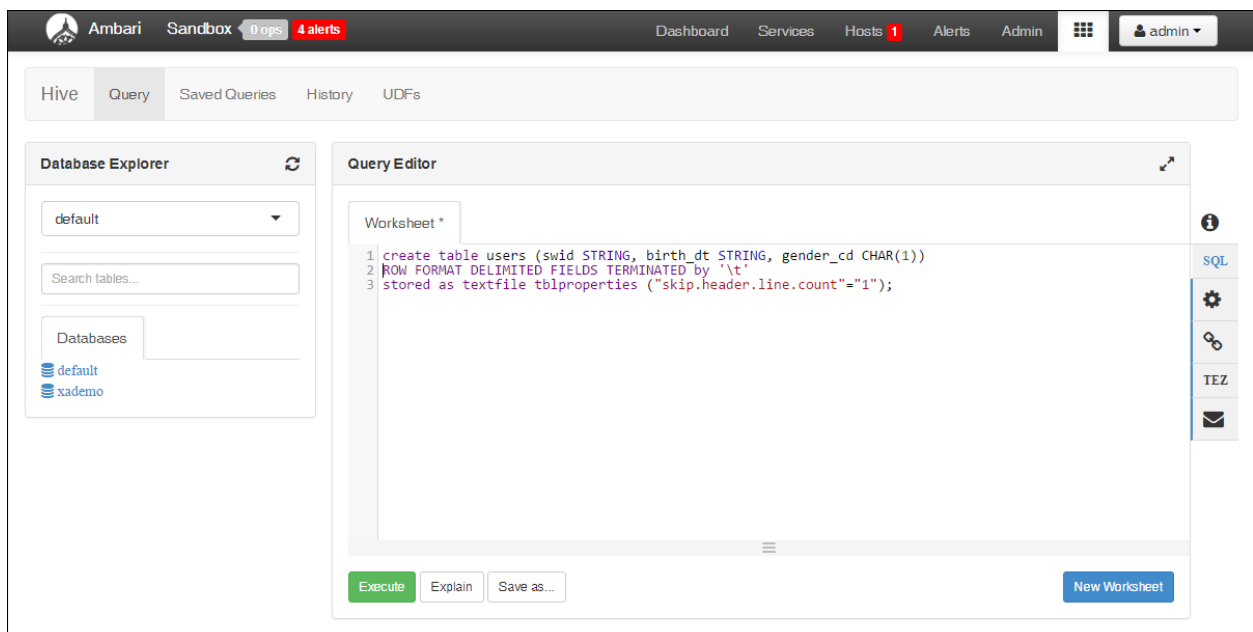 Ambari Sandbox 0 ops 4 alerts Dashboard Services Hosts 1 Alerts Admin admin
Hive Query Saved Queries History UDFs
Database Explorer
default
Search tables...
Databases
default
xademo
Query Editor
Worksheet *
1 create table users (swid STRING, birth_dt STRING, gender_cd CHAR(1))
2 ROW FORMAT DELIMITED FIELDS TERMINATED by '\t'
3 stored as textfile tblproperties ("skip.header.line.count"="1");
Execute Explain Save as... New Worksheet
SQL
TEZ